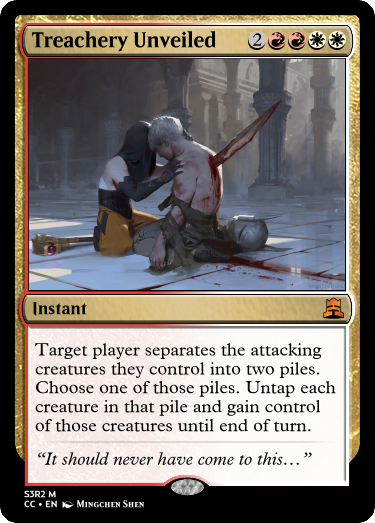 Treachery Unveiled 2
Instant
Target player separates the attacking
creatures they control into two piles.
Choose one of those piles. Untap each
creature in that pile and gain control
of those creatures until end of turn.
“It should never have come to this…”
S3R2 M
CC • EN Mingchen Shen